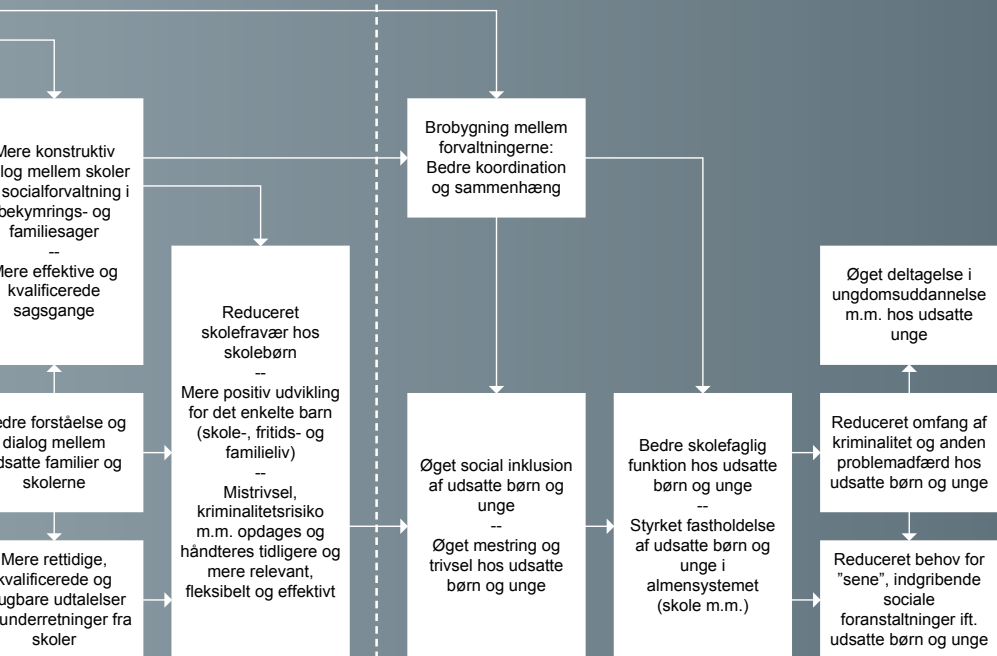 Mere konstruktiv
log mellem skoler
socialforvaltning i
bekymrings- og
familiesager
--
Mere effektive og
kvalificerede
sagsgange
edre forståelse og
dialog mellem
dsatte familier og
skolerne
Mere rettidige,
kvalificerede og
ugbare udtalelser
underretninger fra
skoler
Reduceret
skolefravær hos
skolebørn
--
Mere positiv udvikling
for det enkelte barn
(skole-, fritids- og
familieliv)
--
Mistrivsel,
kriminalitetsrisiko
m.m. opdages og
håndteres tidligere og
mere relevant,
fleksibelt og effektivt
Brobygning mellem
forvaltningerne:
Bedre koordination
og sammenhæng
Øget social inklusion
af udsatte børn og
unge
--
Øget mestring og
trivsel hos udsatte
børn og unge
Bedre skolefaglig
funktion hos udsatte
børn og unge
--
Styrket fastholdelse
af udsatte børn og
unge i
almensystemet
(skole m.m.)
Øget deltagelse i
ungdomsuddannelse
m.m. hos udsatte
unge
Reduceret omfang af
kriminalitet og anden
problemadfærd hos
udsatte børn og unge
Reduceret behov for
”sene”, indgribende
sociale
foranstaltninger ift.
udsatte børn og unge